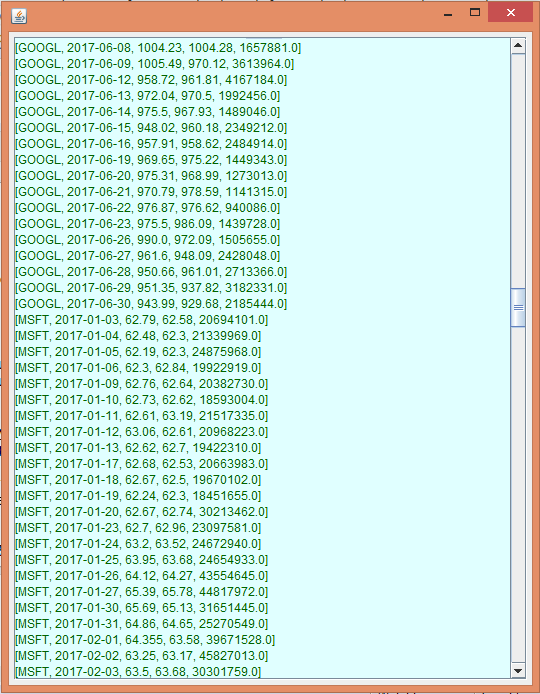 [GOOGL, 2017-06-08, 1004.23, 1004.28, 1657881.0]
[GOOGL, 2017-06-09, 1005.49, 970.12, 3613964.0]
[GOOGL, 2017-06-12, 958.72, 961.81, 4167184.0]
[GOOGL, 2017-06-13, 972.04, 970.5, 1992456.0]
[GOOGL, 2017-06-14, 975.5, 967.93, 1489046.0]
[GOOGL, 2017-06-15, 948.02, 960.18, 2349212.0]
[GOOGL, 2017-06-16, 957.91, 958.62, 2484914.0]
[GOOGL, 2017-06-19, 969.65, 975.22, 1449343.0]
[GOOGL, 2017-06-20, 975.31, 968.99, 1273013.0]
[GOOGL, 2017-06-21, 970.79, 978.59, 1141315.0]
[GOOGL, 2017-06-22, 976.87, 976.62, 940086.0]
[GOOGL, 2017-06-23, 975.5, 986.09, 1439728.0]
[GOOGL, 2017-06-26, 990.0, 972.09, 1505655.0]
[GOOGL, 2017-06-27, 961.6, 948.09, 2428048.0]
[GOOGL, 2017-06-28, 950.66, 961.01, 2713366.0]
[GOOGL, 2017-06-29, 951.35, 937.82, 3182331.0]
[GOOGL, 2017-06-30, 943.99, 929.68, 2185444.0]
[MSFT, 2017-01-03, 62.79, 62.58, 20694101.0]
[MSFT, 2017-01-04, 62.48, 62.3, 21339969.0]
[MSFT, 2017-01-05, 62.19, 62.3, 24875968.0]
[MSFT, 2017-01-06, 62.3, 62.84, 19922919.0]
[MSFT, 2017-01-09, 62.76, 62.64, 20382730.0]
[MSFT, 2017-01-10, 62.73, 62.62, 18593004.0]
[MSFT, 2017-01-11, 62.61, 63.19, 21517335.0]
[MSFT, 2017-01-12, 63.06, 62.61, 20968223.0]
[MSFT, 2017-01-13, 62.62, 62.7, 19422310.0]
[MSFT, 2017-01-17, 62.68, 62.53, 20663983.0]
[MSFT, 2017-01-18, 62.67, 62.5, 19670102.0]
[MSFT, 2017-01-19, 62.24, 62.3, 18451655.0]
[MSFT, 2017-01-20, 62.67, 62.74, 30213462.0]
[MSFT, 2017-01-23, 62.7, 62.96, 23097581.0]
[MSFT, 2017-01-24, 63.2, 63.52, 24672940.0]
[MSFT, 2017-01-25, 63.95, 63.68, 24654933.0]
[MSFT, 2017-01-26, 64.12, 64.27, 43554645.0]
[MSFT, 2017-01-27, 65.39, 65.78, 44817972.0]
[MSFT, 2017-01-30, 65.69, 65.13, 31651445.0]
[MSFT, 2017-01-31, 64.86, 64.65, 25270549.0]
[MSFT, 2017-02-01, 64.355, 63.58, 39671528.0]
[MSFT, 2017-02-02, 63.25, 63.17, 45827013.0]
[MSFT, 2017-02-03, 63.5, 63.68, 30301759.0]